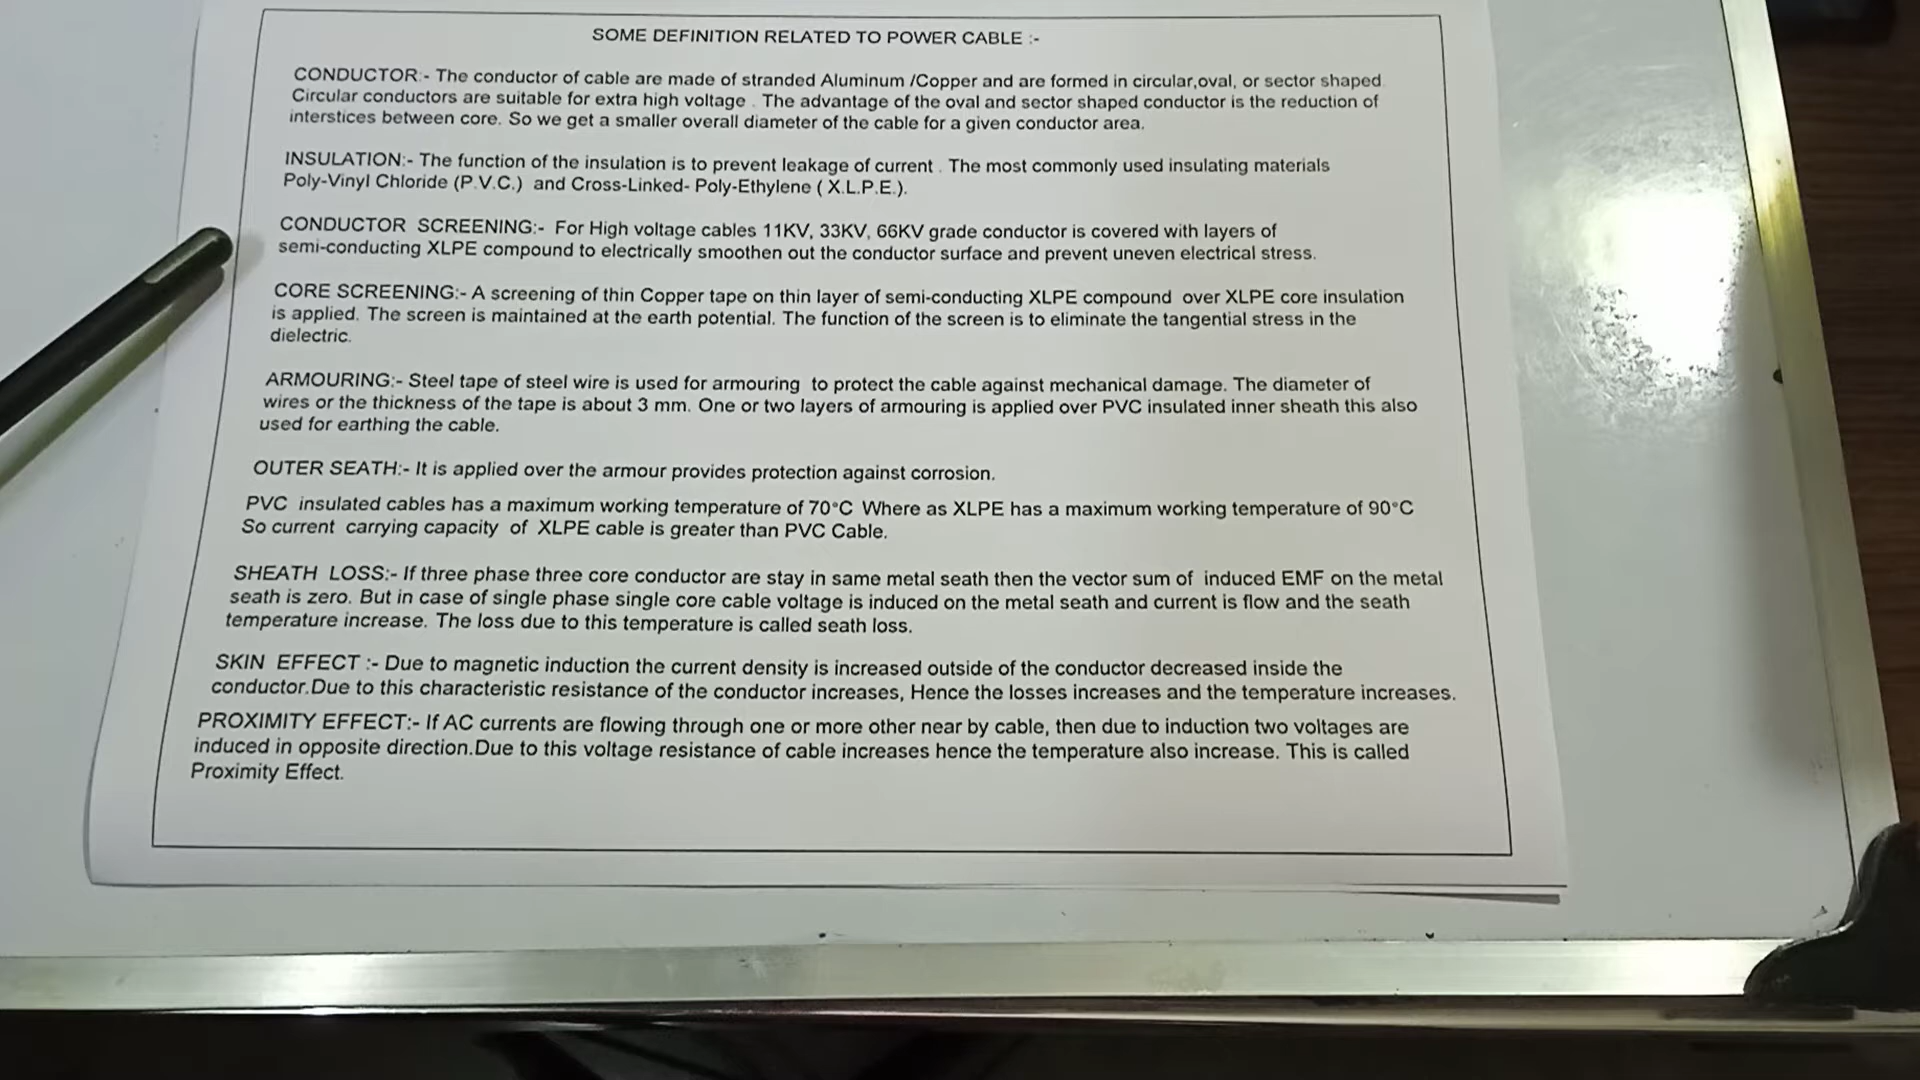 SOME DEFINITION RELATED TO POWER CABLE :-
CONDUCTOR:- The conductor of cable are made of stranded Aluminum /Copper and are formed in circular,oval, or sector shaped.
Circular conductors are suitable for extra high voltage . The advantage of the oval and sector shaped conductor is the reduction of
interstices between core. So we get a smaller overall diameter of the cable for a given conductor area.
INSULATION:- The function of the insulation is to prevent leakage of current . The most commonly used insulating materials
Poly-Vinyl Chloride (P.V.C.) and Cross-Linked- Poly-Ethylene ( X.L.P.E.).
CONDUCTOR SCREENING:- For High voltage cables 11KV, 33KV, 66KV grade conductor is covered with layers of
semi-conducting XLPE compound to electrically smoothen out the conductor surface and prevent uneven electrical stress.
CORE SCREENING:- A screening of thin Copper tape on thin layer of semi-conducting XLPE compound over XLPE core insulation
is applied. The screen is maintained at the earth potential. The function of the screen is to eliminate the tangential stress in the
dielectric.
ARMOURING:- Steel tape of steel wire is used for armouring to protect the cable against mechanical damage. The diameter of
wires or the thickness of the tape is about 3 mm. One or two layers of armouring is applied over PVC insulated inner sheath this also
used for earthing the cable.
OUTER SEATH:- It is applied over the armour provides protection against corrosion.
PVC insulated cables has a maximum working temperature of 70°C Where as XLPE has a maximum working temperature of 90°C
So current carrying capacity of XLPE cable is greater than PVC Cable.
SHEATH LOSS:- If three phase three core conductor are stay in same metal seath then the vector sum of induced EMF on the metal
seath is zero. But in case of single phase single core cable voltage is induced on the metal seath and current is flow and the seath
temperature increase. The loss due to this temperature is called seath loss.
SKIN EFFECT :- Due to magnetic induction the current density is increased outside of the conductor decreased inside the
conductor.Due to this characteristic resistance of the conductor increases, Hence the losses increases and the temperature increases.
PROXIMITY EFFECT:- If AC currents are flowing through one or more other near by cable, then due to induction two voltages are
induced in opposite direction.Due to this voltage resistance of cable increases hence the temperature also increase. This is called
Proximity Effect.